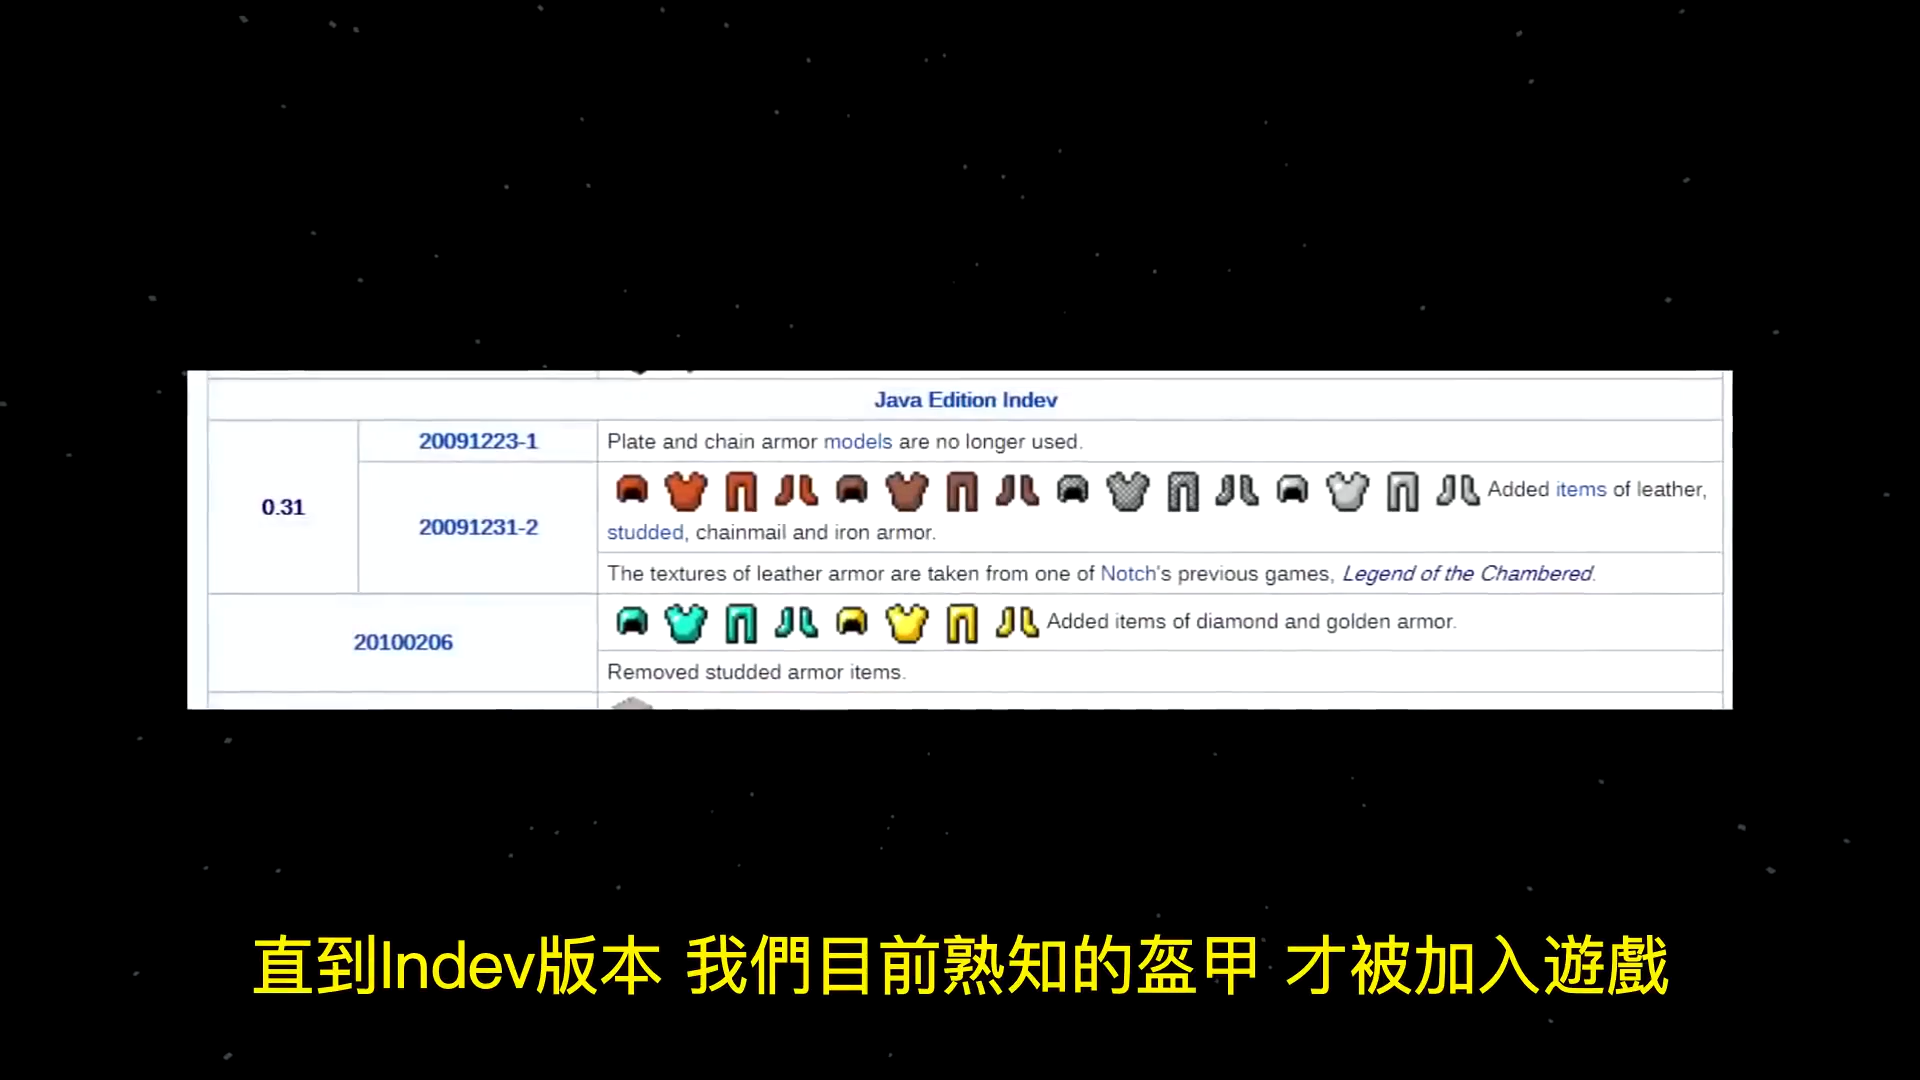 Java Edition Indev
0.31
20091223-1
Plate and chain armor models are no longer used.
20091231-2
Added items of leather,
studded, chainmail and iron armor.
The textures of leather armor are taken from one of Notch's previous games, Legend of the Chambered.
20100206
Added items of diamond and golden armor.
Removed studded armor items.
直到Indev版本 我們目前熟知的盔甲 才被加入遊戲